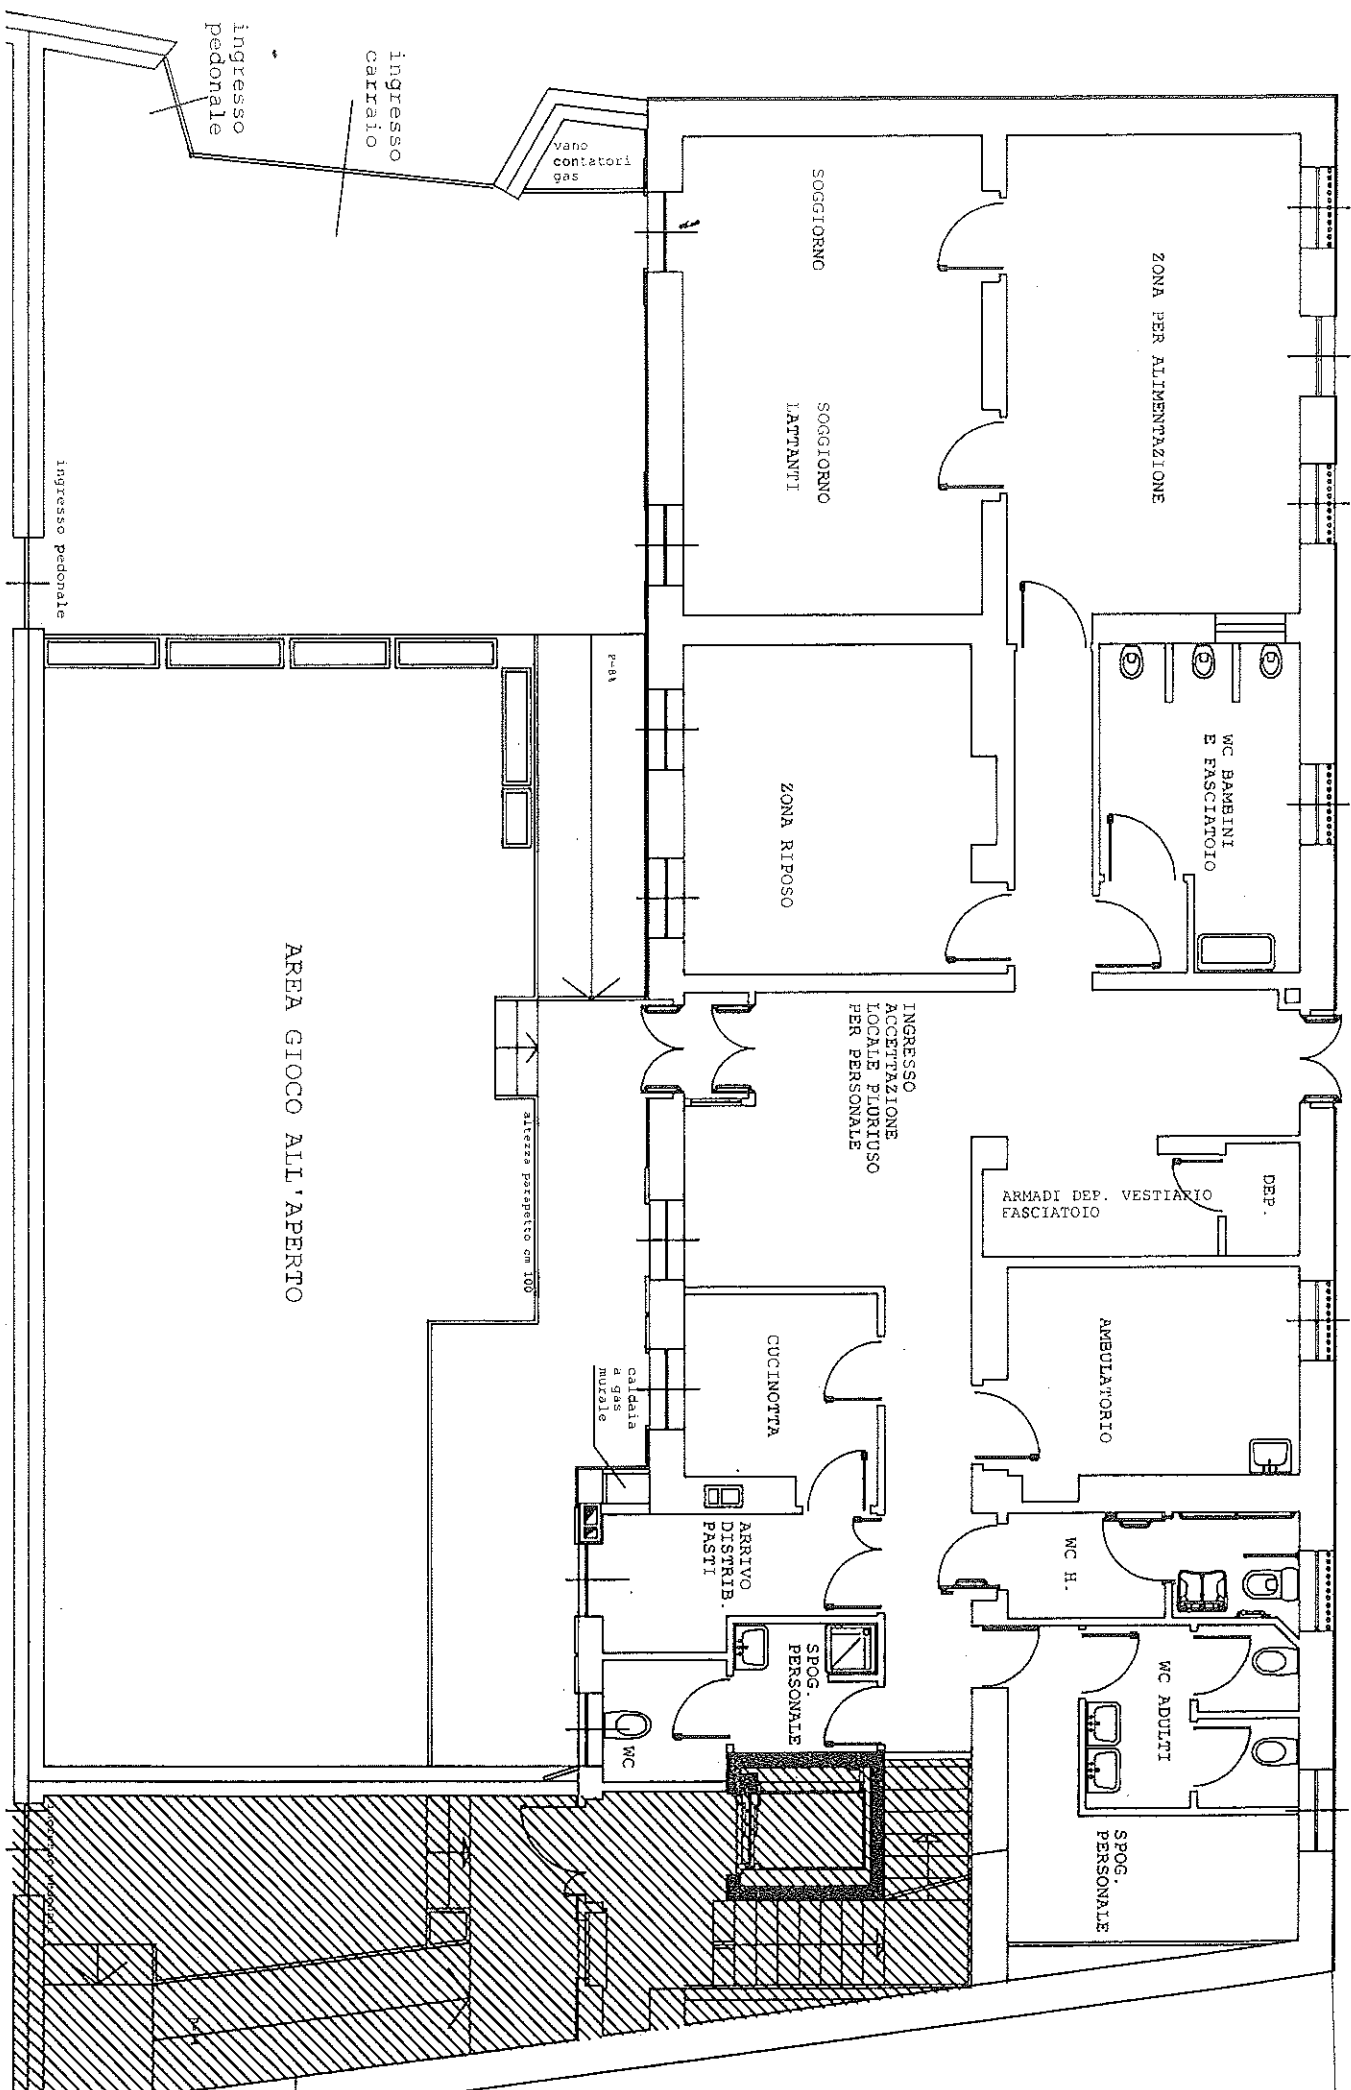 ingresso
pedonale
ingresso
carraio
vano
contatori
gas
SOGGIORNO
ZONA PER ALIMENTAZIONE
SOGGIORNO
LATTANTI
ingresso pedonale
P=8%
ZONA RIPOSO
WC BAMBINI
E FASCIATOIO
AREA GIOCO ALL'APERTO
INGRESSO
ACCETTAZIONE
LOCALE PLURIUSO
PER PERSONALE
altezza parapetto cm 100
ARMADI DEP. VESTIARIO
FASCIATOIO
DEP.
caldaia
a gas
murale
CUCINOTTA
AMBULATORIO
ARRIVO
DISTRIB.
PASTI
WC H.
SPOG.
PERSONALE
WC
WC ADULTI
SPOG.
PERSONALE